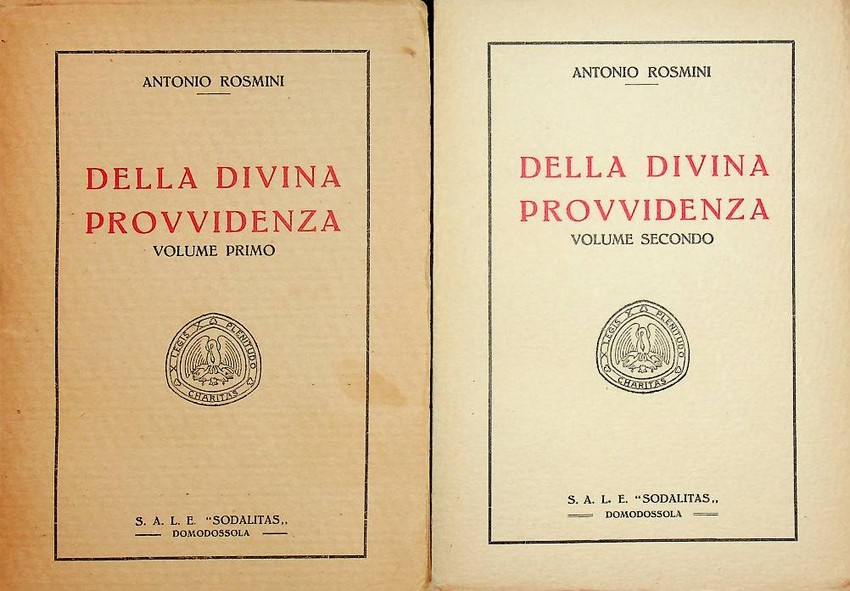 ANTONIO ROSMINI
DELLA DIVINA
PROVVIDENZA
VOLUME PRIMO
LEGIS PLENITUDO CHARITAS
S. A. L. E. "SODALITAS„
DOMODOSSOLA
ANTONIO ROSMINI
DELLA DIVINA
PROVVIDENZA
VOLUME SECONDO
LEGIS PLENITUDO CHARITAS
S. A. L. E. "SODALITAS„
DOMODOSSOLA